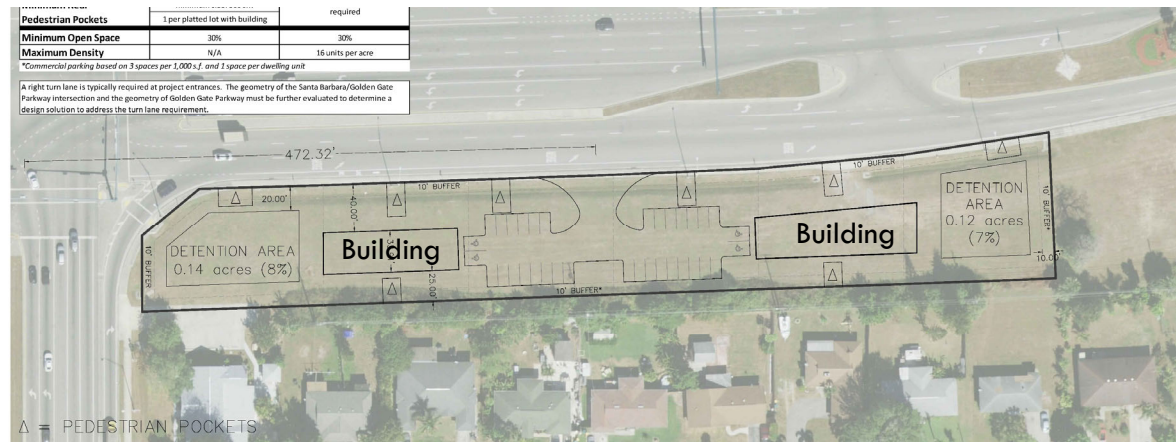 required
Pedestrian Pockets
1 per platted lot with building
Minimum Open Space
30%
30%
Maximum Density
N/A
16 units per acre
*Commercial parking based on 3 spaces per 1,000 s.f. and 1 space per dwelling unit
A right turn lane is typically required at project entrances. The geometry of the Santa Barbara/Golden Gate
Parkway intersection and the geometry of Golden Gate Parkway must be further evaluated to determine a
design solution to address the turn lane requirement.
472.32'
10' BUFFER
10' BUFFER
20.00'
40.00'
DETENTION AREA
0.14 acres (8%)
10' BUFFER
Building
25.00'
10' BUFFER*
Building
DETENTION
AREA
0.12 acres
(7%)
10' BUFFER*
10.00'
Δ = PEDESTRIAN POCKETS